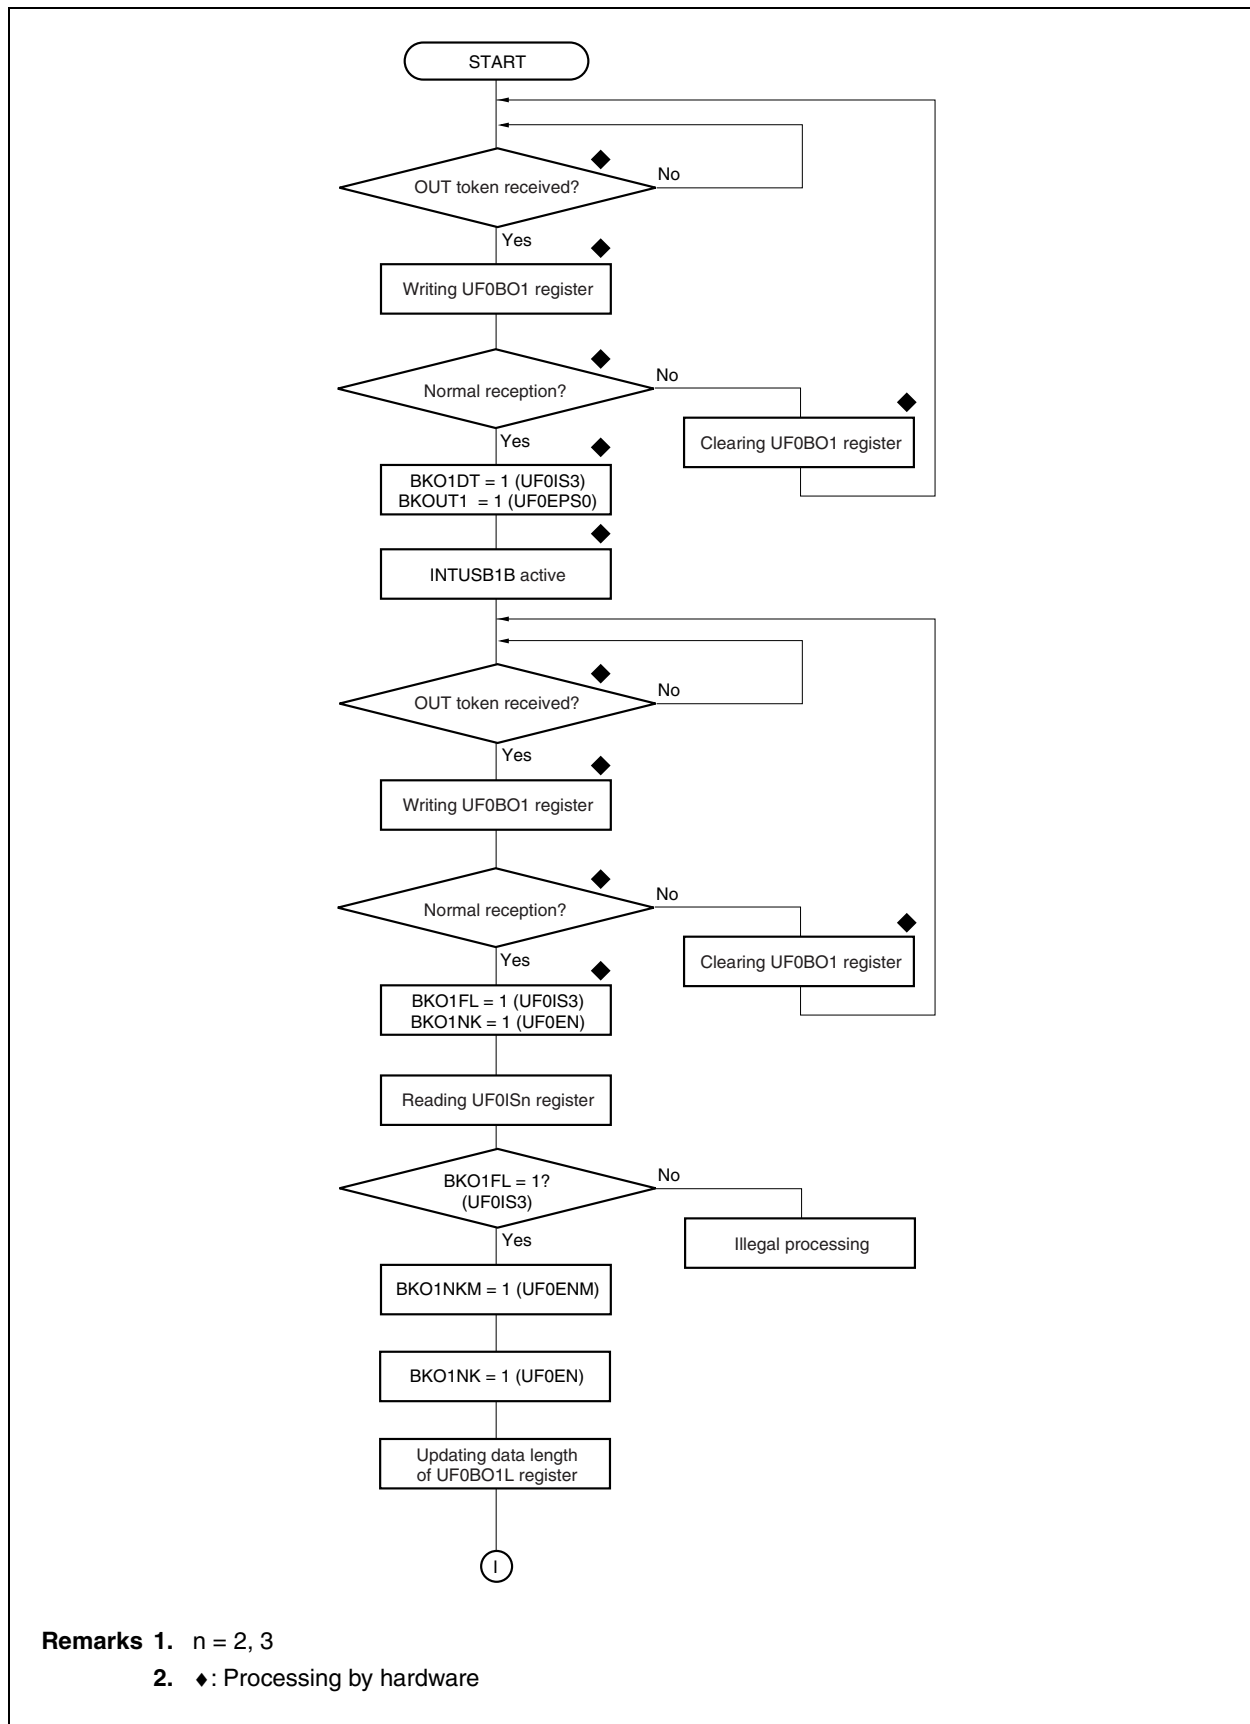 START
OUT token received?
No
Yes
Writing UF0BO1 register
Normal reception?
No
Yes
Clearing UF0BO1 register
BKO1DT = 1 (UF0IS3)
BKOUT1  = 1 (UF0EPS0)
INTUSB1B active
OUT token received?
No
Yes
Writing UF0BO1 register
Normal reception?
No
Yes
Clearing UF0BO1 register
BKO1FL = 1 (UF0IS3)
BKO1NK = 1 (UF0EN)
Reading UF0ISn register
BKO1FL = 1?
(UF0IS3)
No
Yes
Illegal processing
BKO1NKM = 1 (UF0ENM)
BKO1NK = 1 (UF0EN)
Updating data length
of UF0BO1L register
I
Remarks 1. n = 2, 3
2. ♦: Processing by hardware